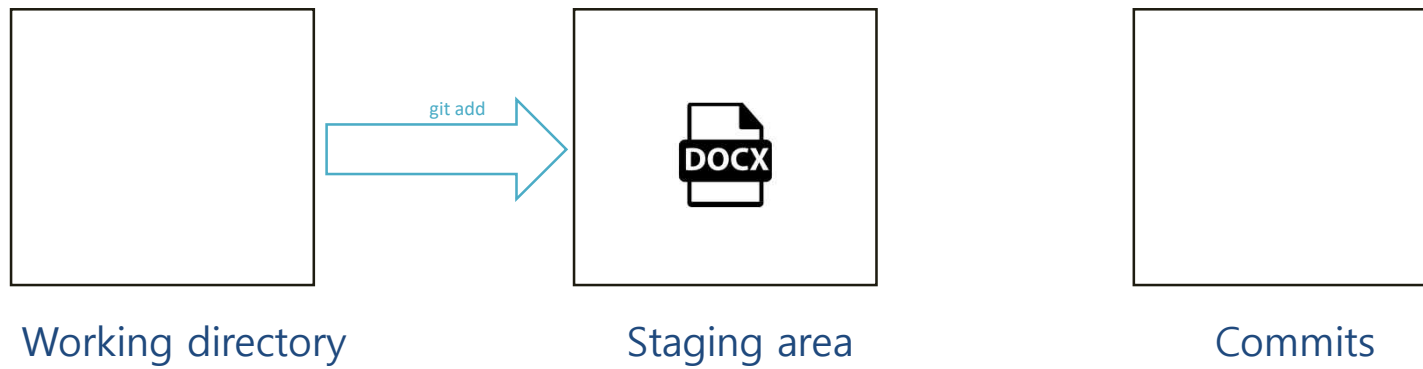 git add
DOCX
Working directory
Staging area
Commits